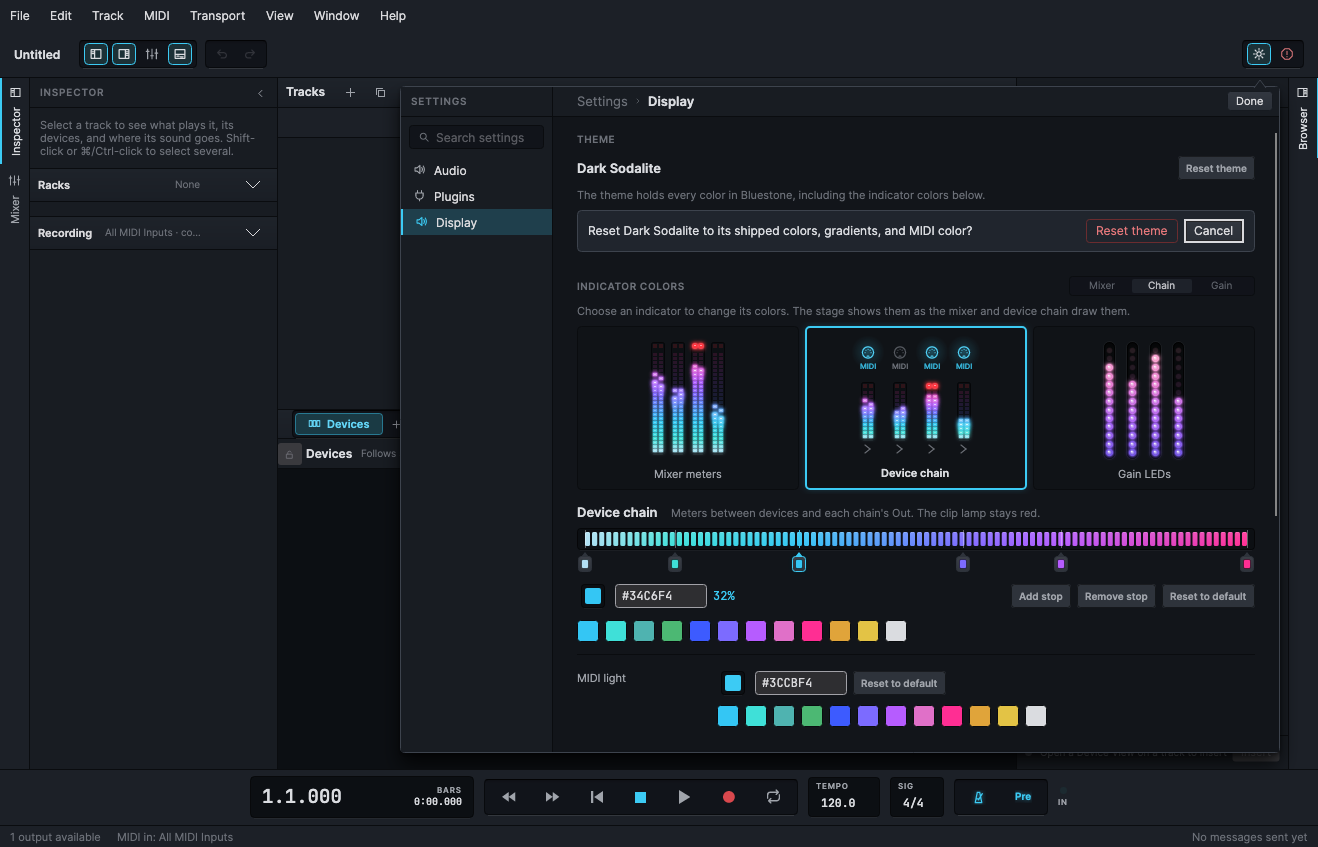 File Edit Track MIDI Transport View Window Help
Untitled
INSPECTOR
Inspector
Mixer
Select a track to see what plays it, its
devices, and where its sound goes. Shift-
click or ⌘/Ctrl-click to select several.
Racks None
Recording All MIDI Inputs · co...
Tracks
Devices
Devices Follows
SETTINGS
Search settings
Audio
Plugins
Display
Settings › Display
Done
THEME
Dark Sodalite
Reset theme
The theme holds every color in Bluestone, including the indicator colors below.
Reset Dark Sodalite to its shipped colors, gradients, and MIDI color?
Reset theme
Cancel
INDICATOR COLORS
Mixer Chain Gain
Choose an indicator to change its colors. The stage shows them as the mixer and device chain draw them.
MIDI MIDI MIDI MIDI
Mixer meters
Device chain
Gain LEDs
Device chain Meters between devices and each chain's Out. The clip lamp stays red.
#34C6F4 32%
Add stop Remove stop Reset to default
MIDI light
#3CCBF4 Reset to default
Browser
1.1.000
BARS
0:00.000
TEMPO
120.0
SIG
4/4
Pre
IN
1 output available MIDI in: All MIDI Inputs
No messages sent yet